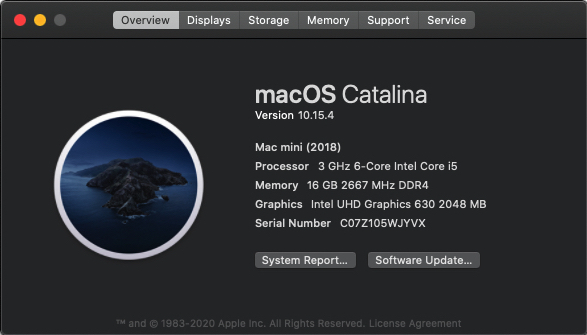 Overview Displays Storage Memory Support Service
macOS Catalina
Version 10.15.4
Mac mini (2018)
Processor 3 GHz 6-Core Intel Core i5
Memory 16 GB 2667 MHz DDR4
Graphics Intel UHD Graphics 630 2048 MB
Serial Number C07Z105WJYVX
System Report... Software Update...
™ and © 1983-2020 Apple Inc. All Rights Reserved. License Agreement